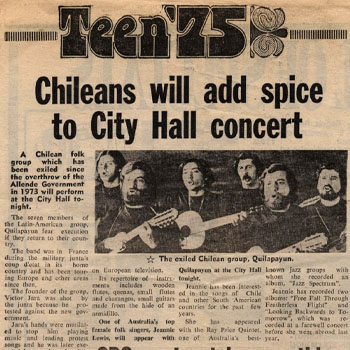 Teen '75
Chileans will add spice
to City Hall concert
A Chilean folk
group which has
been exiled since
the overthrow of the
Allende Government
in 1973 will perform
at the City Hall to-
night.
The seven members of
the Latin-American group,
Quilapayun fear execution
if they return to their coun-
try.
The band was in France
during the military junta's
coup d'etat in its home
country and has been tour-
ing Europe and other areas
since then.
The founder of the group,
Victor Jara was shot by
the junta because he pro-
tested against the new gov-
ernment.
Jara's hands were mutilat-
ed to stop him playing
music and leading protest
songs and he later
☆ The exiled Chilean group, Quilapayun.
on European television.
Its repertoire of instru-
ments includes wooden
flutes, quenas, small flutes
and charangos, small guitars
made from the hide of an
armadillo.
One of Australia's top
female folk singers, Jeannie
Lewis, will appear with
Quilapayun at the City Hall
tonight.
Jeannie has been interest-
ed in the songs of Chile
and other South American
countries for the past ten
years.
She has appeared
with the Ray Price Quintet,
one of Australia's best-
known Jazz groups with
whom she recorded an
album, "Jazz Spectrum".
Jeannie has recorded two
albums "Free Fall Through
Featherless Flight" and
"Looking Backwards to To-
morrow", which was re-
corded at a farewell concert
before she went abroad last
year.